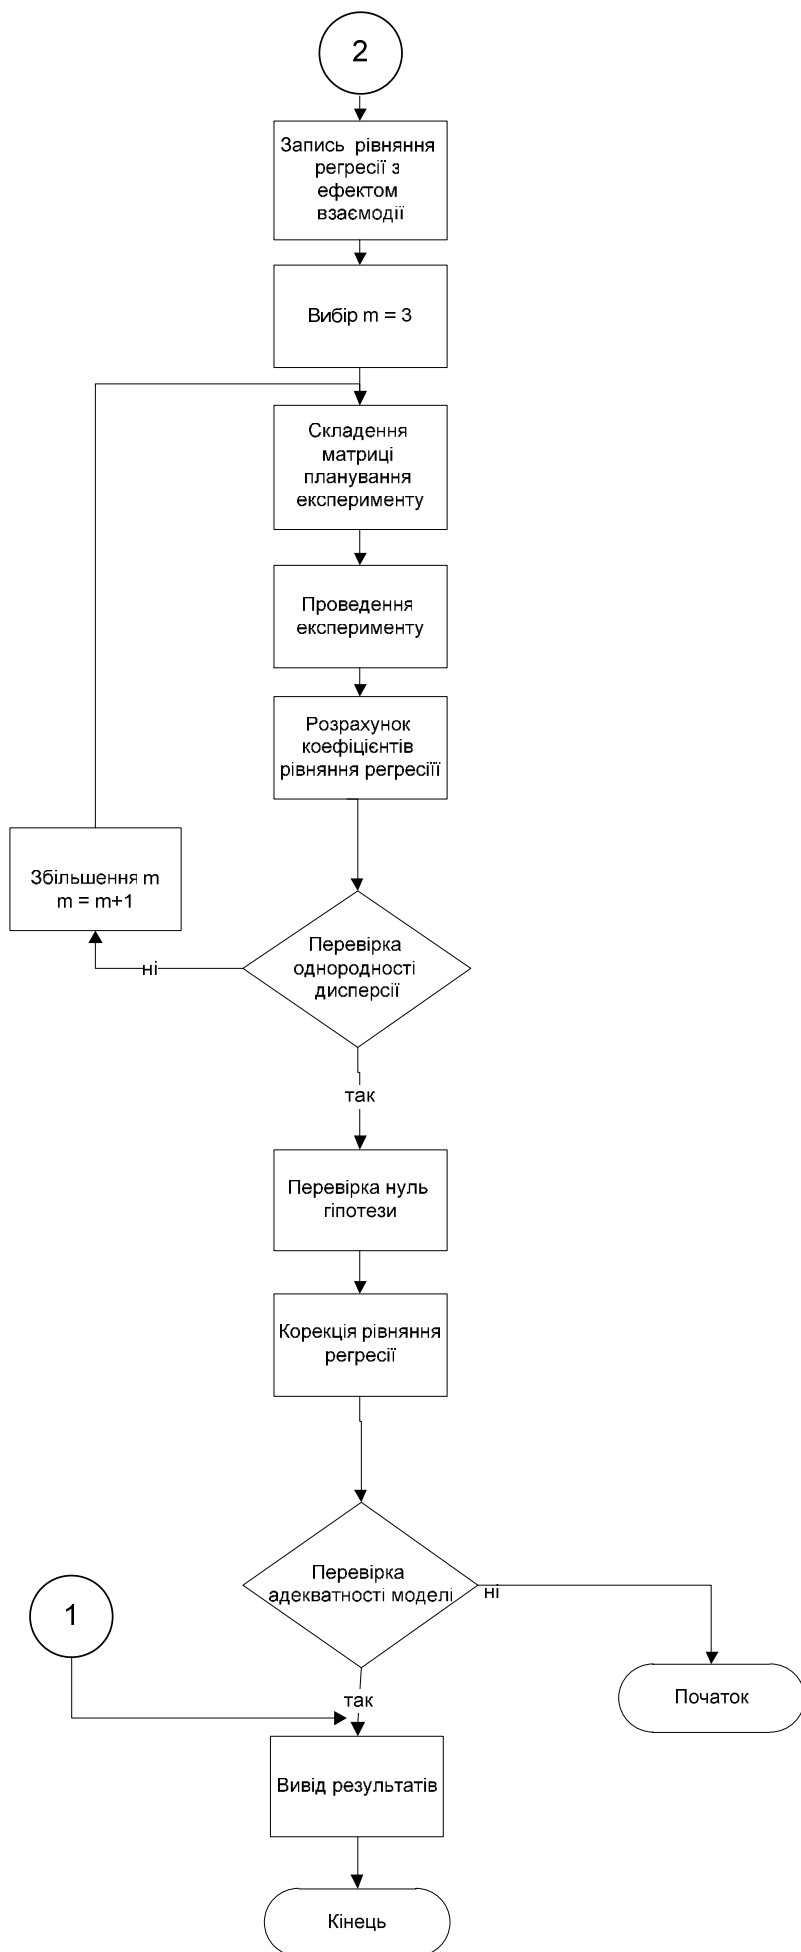 2
Запись рівняння
регресії з
ефектом
взаємодії
Вибір m = 3
Складення
матриці
планування
експерименту
Проведення
експерименту
Розрахунок
коефіцієнтів
рівняння регресіїї
Збільшення m
m = m+1
Перевірка
однородності
дисперсії
ні
так
Перевірка нуль
гіпотези
Корекція рівняння
регресії
Перевірка
адекватності моделі
ні
1
так
Початок
Вивід результатів
Кінець